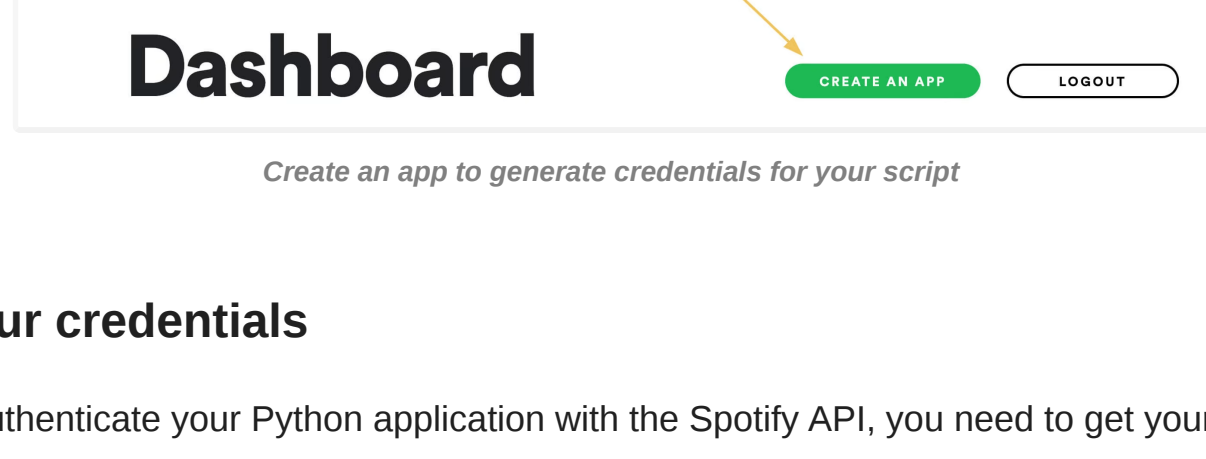 Dashboard
CREATE AN APP
LOGOUT
Create an app to generate credentials for your script
ur credentials
uthenticate your Python application with the Spotify API, you need to get your